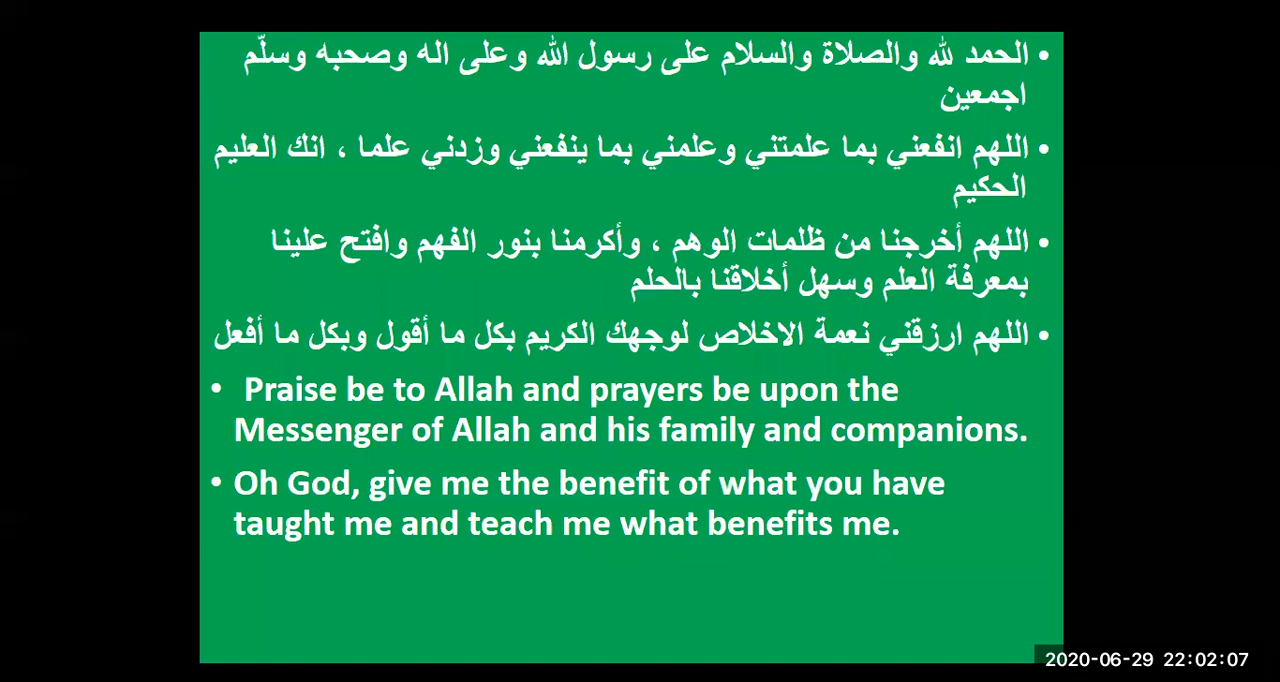 • الحمد لله والصلاة والسلام على رسول الله وعلى اله وصحبه وسلّم
اجمعين
• اللهم انفعني بما علمتني وعلمني بما ينفعني وزدني علما ، انك العليم
الحكيم
• اللهم أخرجنا من ظلمات الوهم ، وأكرمنا بنور الفهم وافتح علينا
بمعرفة العلم وسهل أخلاقنا بالحلم
• اللهم ارزقني نعمة الاخلاص لوجهك الكريم بكل ما أقول وبكل ما أفعل
• Praise be to Allah and prayers be upon the
Messenger of Allah and his family and companions.
• Oh God, give me the benefit of what you have
taught me and teach me what benefits me.
2020-06-29 22:02:07